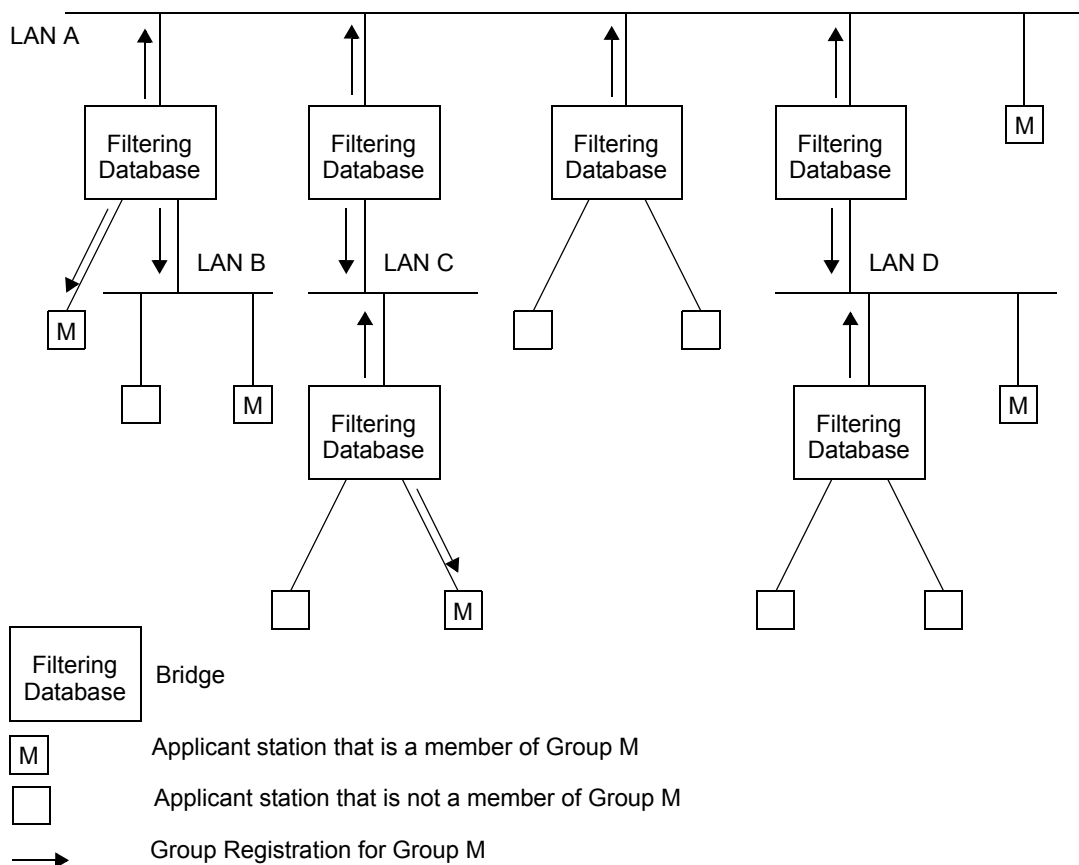 LAN A
M
Filtering
Database
Filtering
Database
Filtering
Database
Filtering
Database
LAN B
LAN C
LAN D
M
M
M
Filtering
Database
Filtering
Database
M
Filtering
Database
Bridge
M
Applicant station that is a member of Group M
Applicant station that is not a member of Group M
Group Registration for Group M